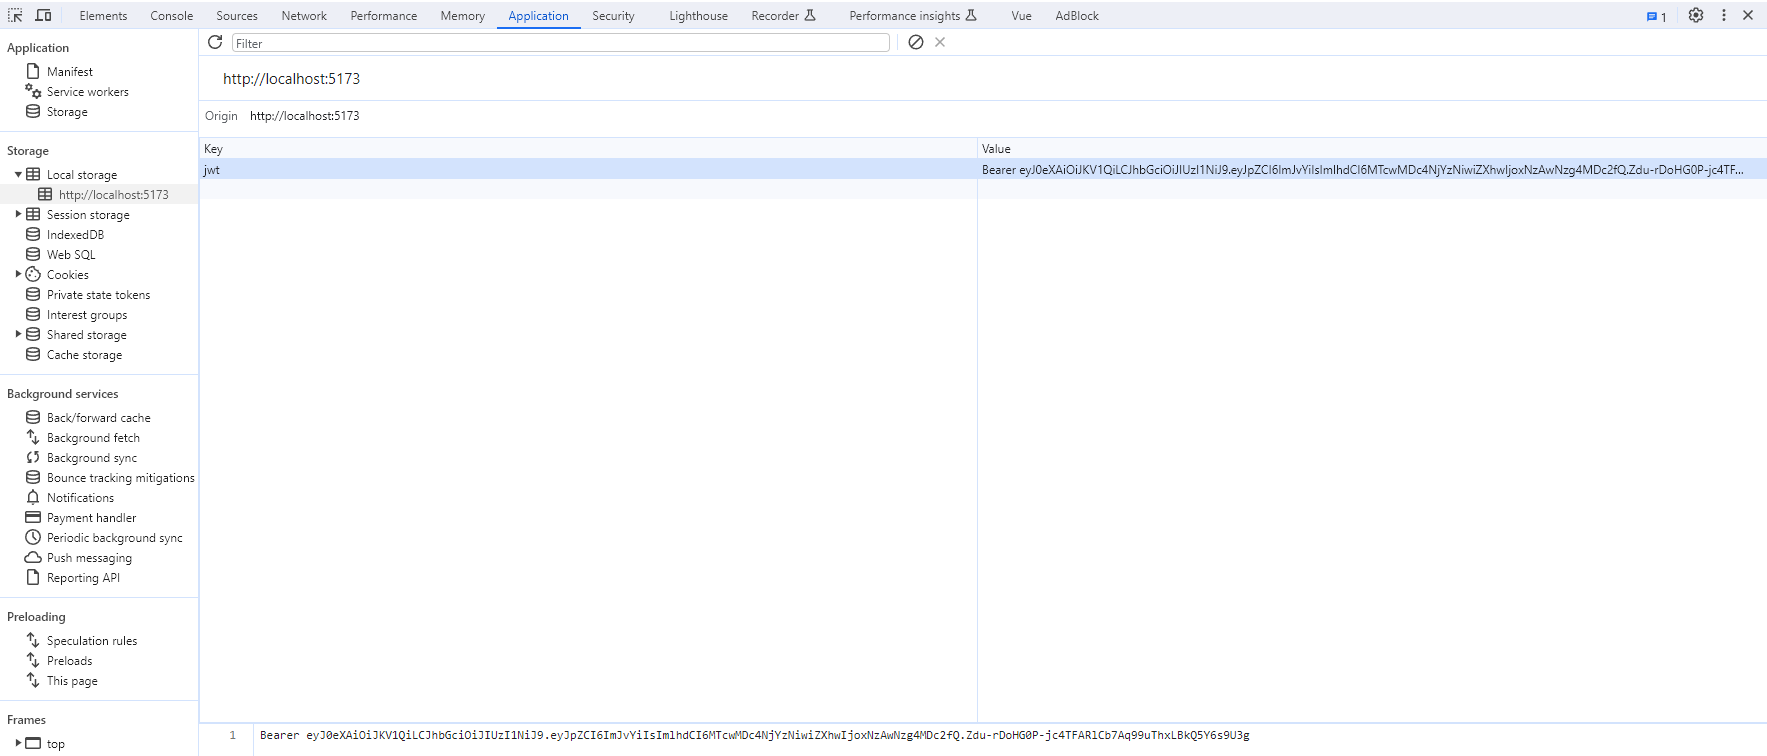 Elements Console Sources Network Performance Memory Application Security Lighthouse Recorder Performance insights Vue AdBlock 1
Application
Manifest
Service workers
Storage
Storage
Local storage
http://localhost:5173
Session storage
IndexedDB
Web SQL
Cookies
Private state tokens
Interest groups
Shared storage
Cache storage
Background services
Back/forward cache
Background fetch
Background sync
Bounce tracking mitigations
Notifications
Payment handler
Periodic background sync
Push messaging
Reporting API
Preloading
Speculation rules
Preloads
This page
Frames
top
Filter
http://localhost:5173
Origin http://localhost:5173
Key Value
jwt Bearer eyJ0eXAiOiJKV1QiLCJhbGciOiJIUzI1NiJ9.eyJpZCI6ImJvYiIsImlhdCI6MTcwMDc4NjYzNiwiZXhwIjoxNzAwNzg4MDc2fQ.Zdu-rDoHG0P-jc4TF...
1 Bearer eyJ0eXAiOiJKV1QiLCJhbGciOiJIUzI1NiJ9.eyJpZCI6ImJvYiIsImlhdCI6MTcwMDc4NjYzNiwiZXhwIjoxNzAwNzg4MDc2fQ.Zdu-rDoHG0P-jc4TFARlCb7Aq99uThxLBkQ5Y6s9U3g